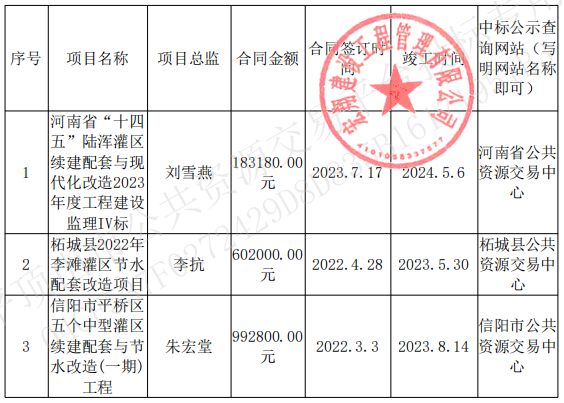 序号 项目名称 项目总监 合同金额 合同签订时间 竣工时间 中标公示查询网站（写明网站名称即可）
1 河南省“十四五”陆浑灌区续建配套与现代化改造2023年度工程建设监理IV标 刘雪燕 183180.00元 2023.7.17 2024.5.6 河南省公共资源交易中心
2 柘城县2022年李滩灌区节水配套改造项目 李抗 602000.00元 2022.4.28 2023.5.30 柘城县公共资源交易中心
3 信阳市平桥区五个中型灌区续建配套与节水改造(一期)工程 朱宏堂 992800.00元 2022.3.3 2023.8.14 信阳市公共资源交易中心
建设工程管理有限公司